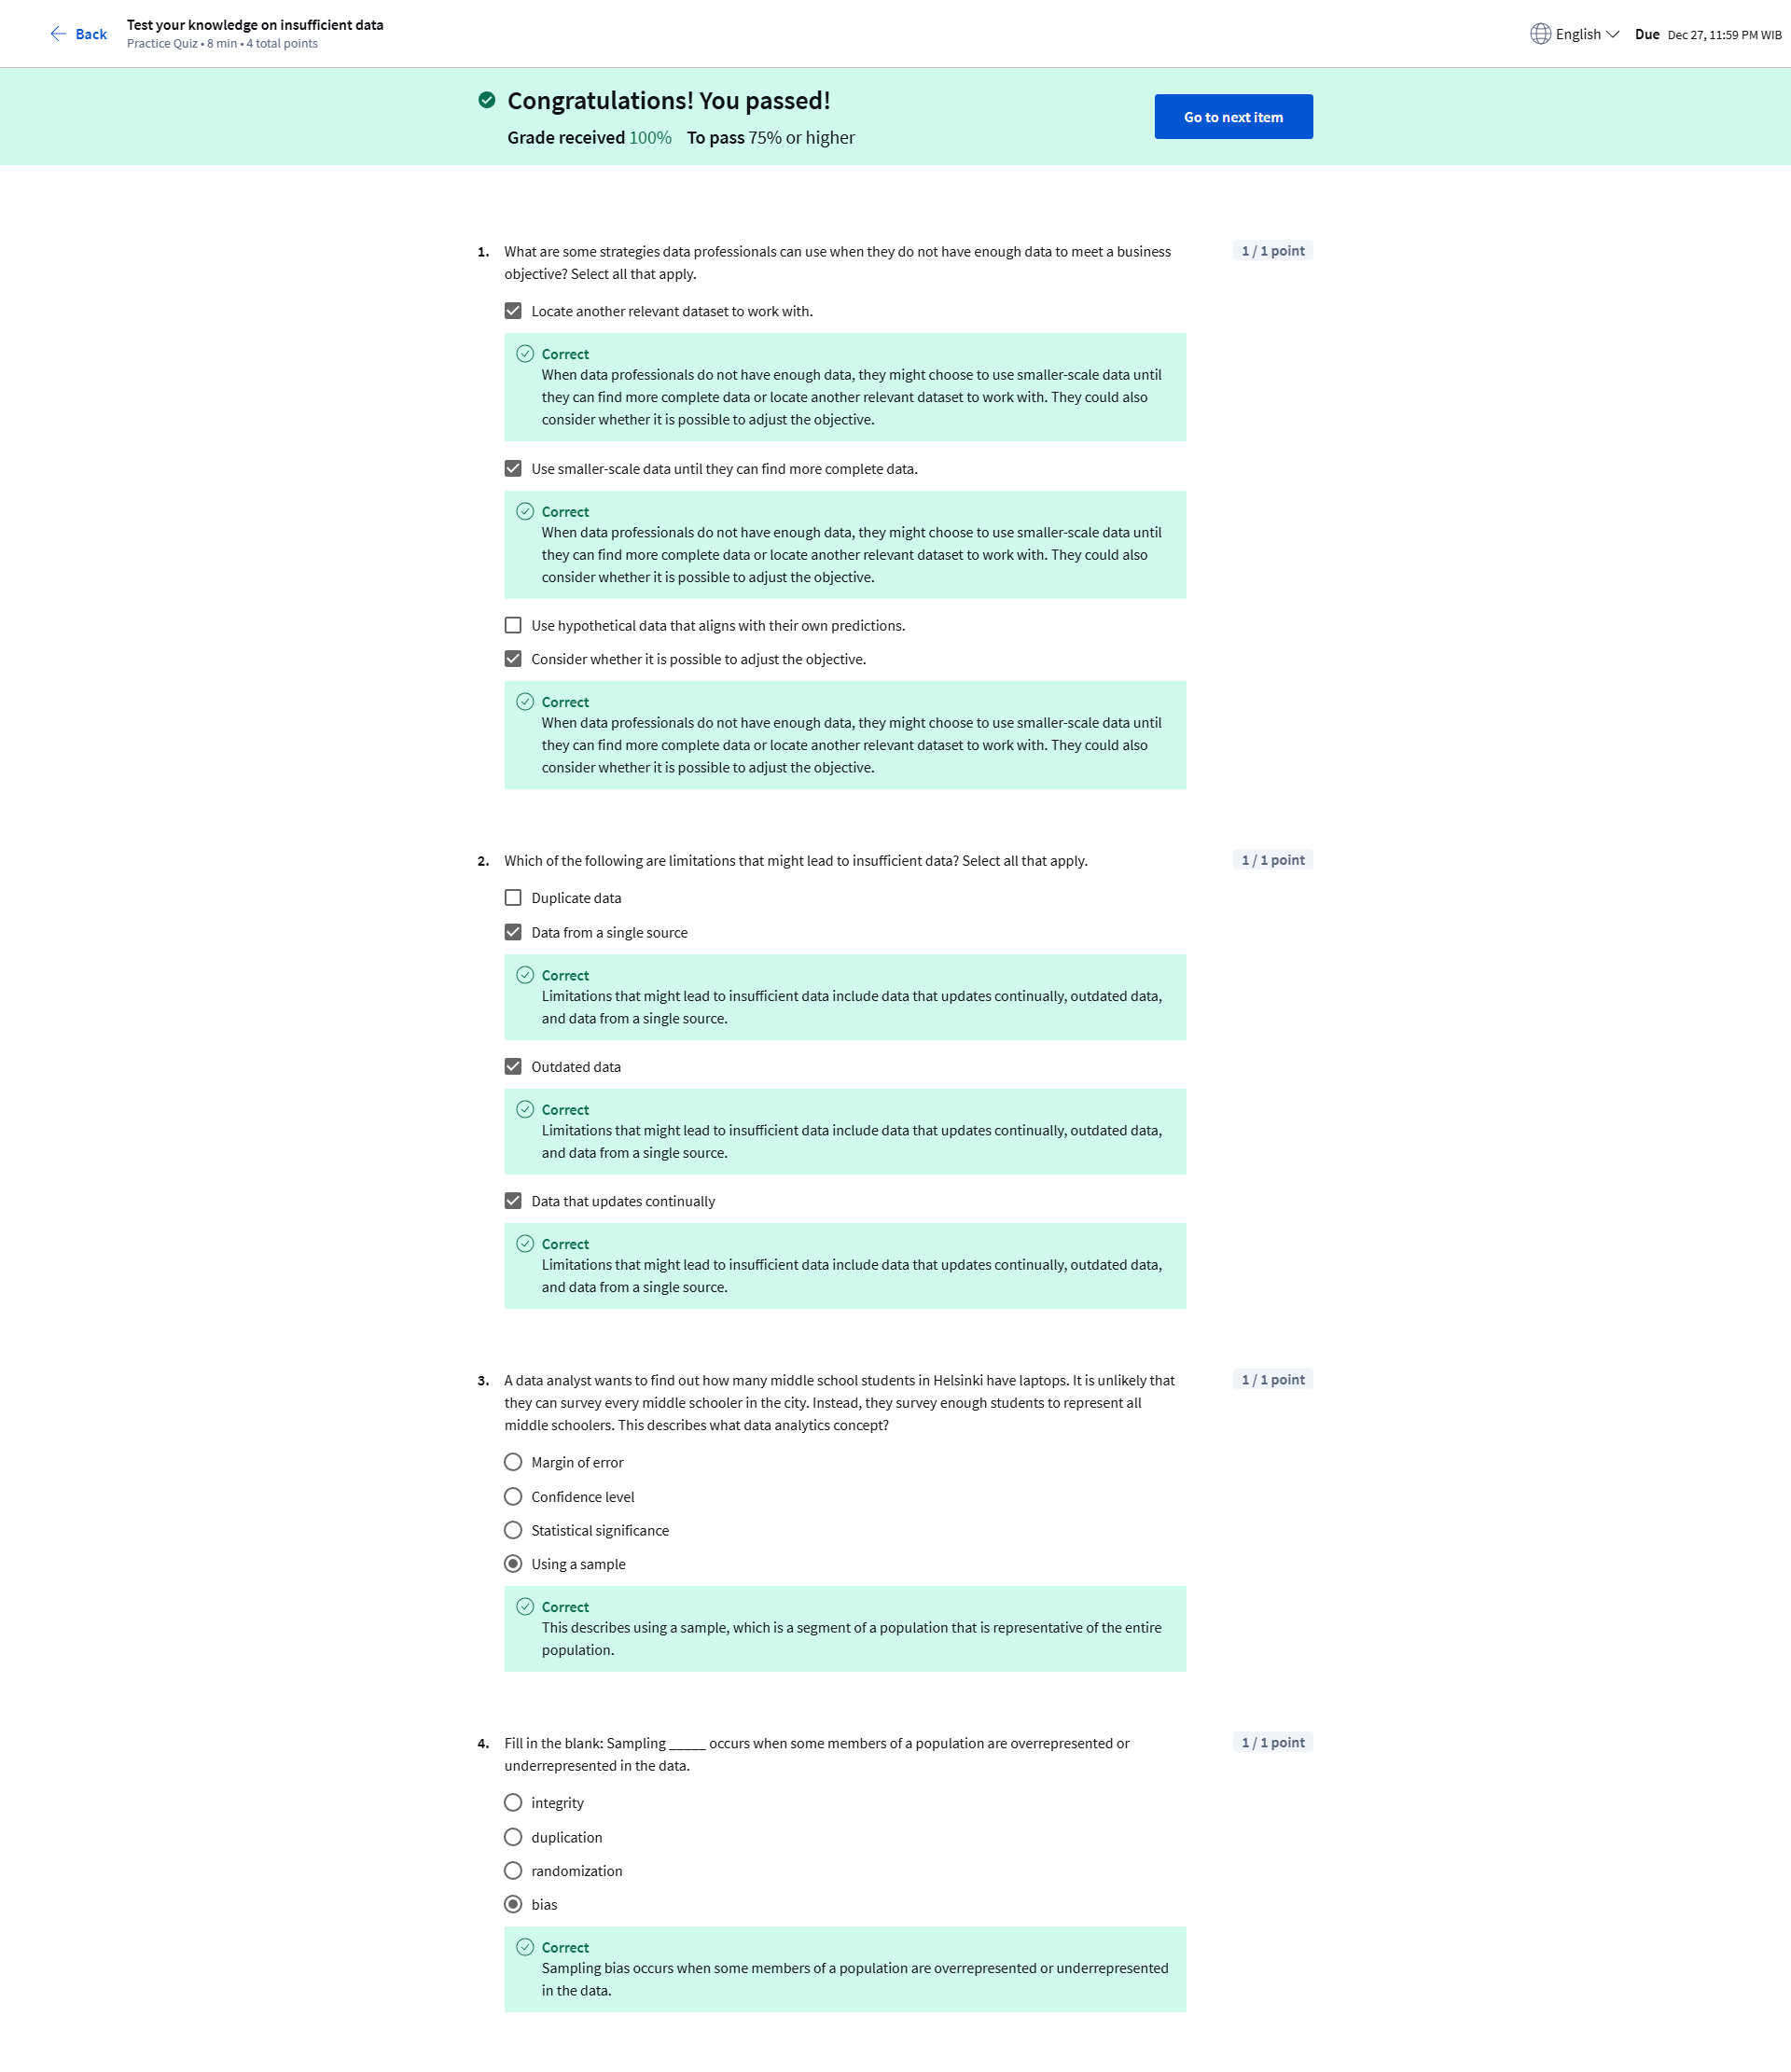 Back
Test your knowledge on insufficient data
Practice Quiz • 8 min • 4 total points
English
Due Dec 27, 11:59 PM WIB
Congratulations! You passed!
Grade received 100% To pass 75% or higher
Go to next item
1. What are some strategies data professionals can use when they do not have enough data to meet a business
objective? Select all that apply.
1 / 1 point
Locate another relevant dataset to work with.
Correct
When data professionals do not have enough data, they might choose to use smaller-scale data until
they can find more complete data or locate another relevant dataset to work with. They could also
consider whether it is possible to adjust the objective.
Use smaller-scale data until they can find more complete data.
Correct
When data professionals do not have enough data, they might choose to use smaller-scale data until
they can find more complete data or locate another relevant dataset to work with. They could also
consider whether it is possible to adjust the objective.
Use hypothetical data that aligns with their own predictions.
Consider whether it is possible to adjust the objective.
Correct
When data professionals do not have enough data, they might choose to use smaller-scale data until
they can find more complete data or locate another relevant dataset to work with. They could also
consider whether it is possible to adjust the objective.
2. Which of the following are limitations that might lead to insufficient data? Select all that apply.
1 / 1 point
Duplicate data
Data from a single source
Correct
Limitations that might lead to insufficient data include data that updates continually, outdated data,
and data from a single source.
Outdated data
Correct
Limitations that might lead to insufficient data include data that updates continually, outdated data,
and data from a single source.
Data that updates continually
Correct
Limitations that might lead to insufficient data include data that updates continually, outdated data,
and data from a single source.
3. A data analyst wants to find out how many middle school students in Helsinki have laptops. It is unlikely that
they can survey every middle schooler in the city. Instead, they survey enough students to represent all
middle schoolers. This describes what data analytics concept?
1 / 1 point
Margin of error
Confidence level
Statistical significance
Using a sample
Correct
This describes using a sample, which is a segment of a population that is representative of the entire
population.
4. Fill in the blank: Sampling _____ occurs when some members of a population are overrepresented or
underrepresented in the data.
1 / 1 point
integrity
duplication
randomization
bias
Correct
Sampling bias occurs when some members of a population are overrepresented or underrepresented
in the data.